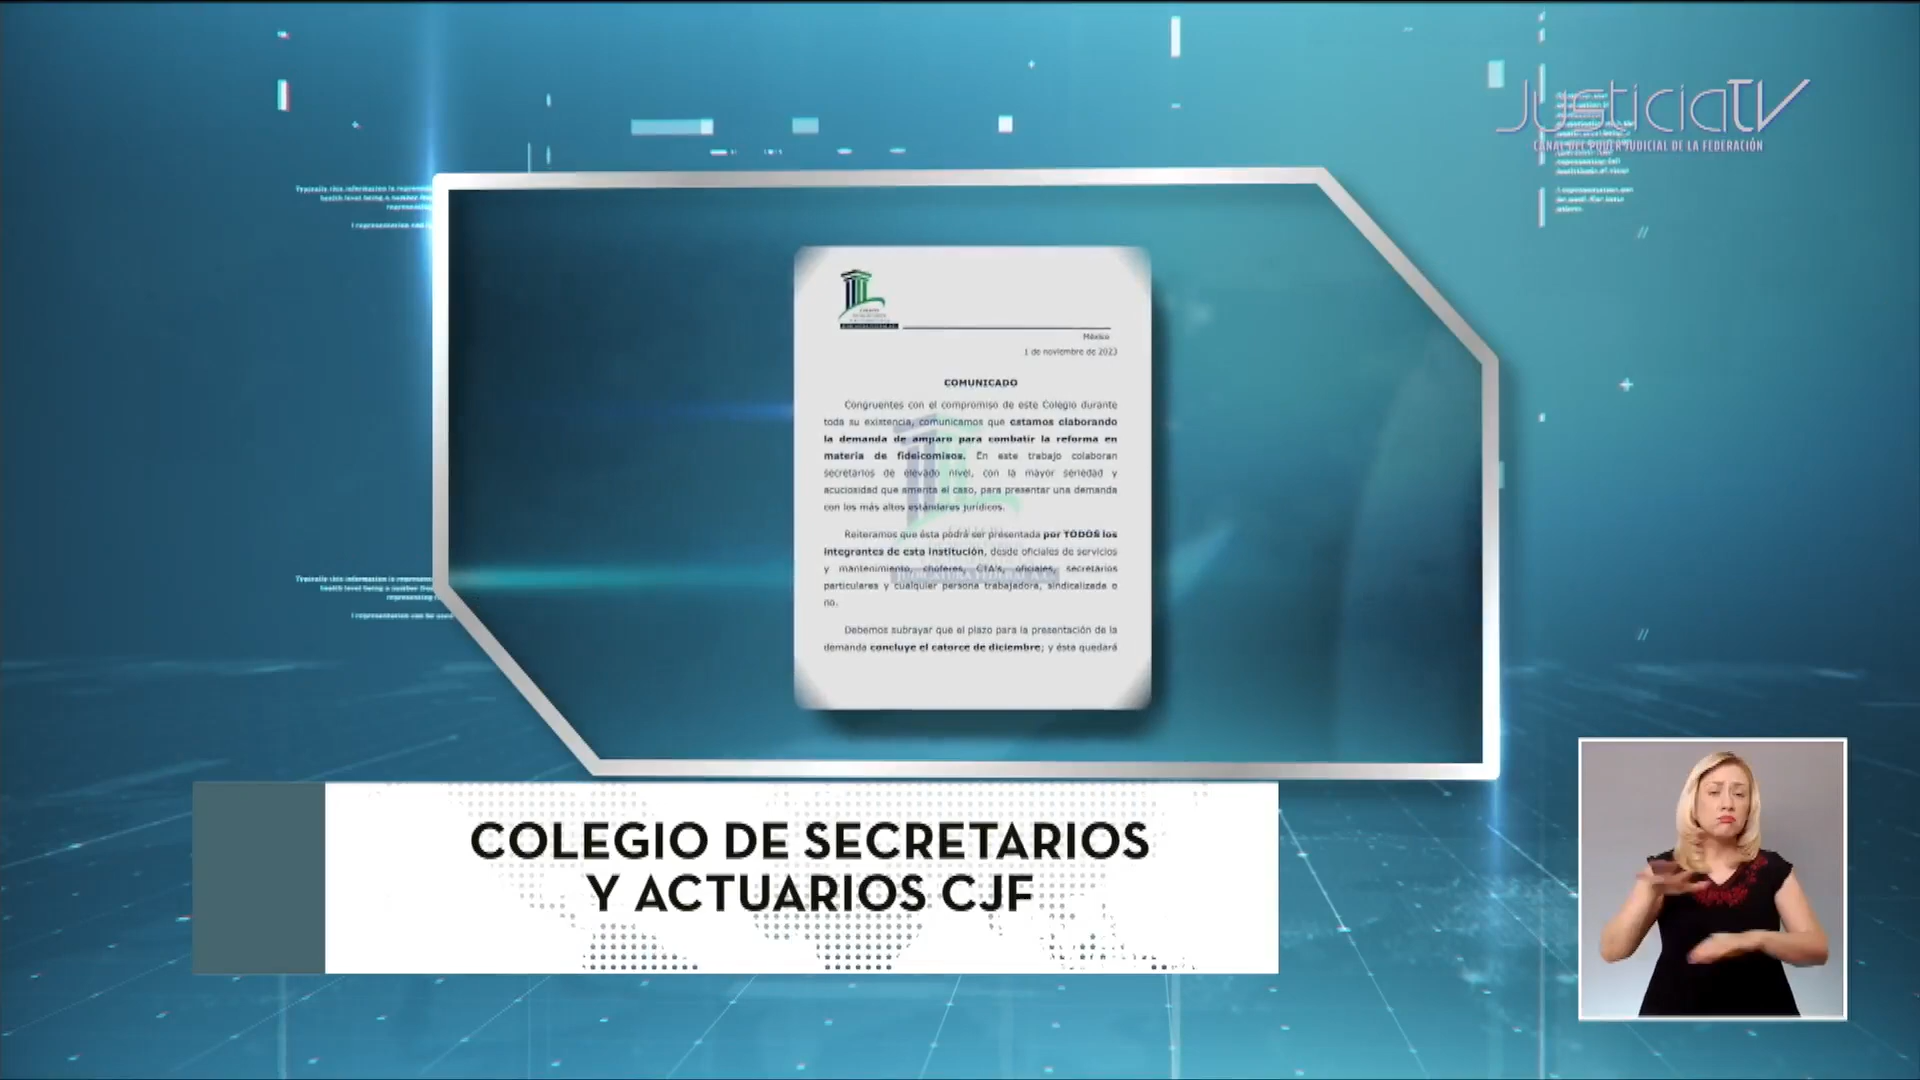 JusticiaTV
CANAL DEL PODER JUDICIAL DE LA FEDERACIÓN
México
1 de noviembre de 2023
COMUNICADO
Congruentes con el compromiso de este Colegio durante
toda su existencia, comunicamos que estamos elaborando
la demanda de amparo para combatir la reforma en
materia de fideicomisos. En este trabajo colaboran
secretarios de elevado nivel, con la mayor seriedad y
acuciosidad que amerita el caso, para presentar una demanda
con los más altos estándares jurídicos.
Reiteramos que ésta podrá ser presentada por TODOS los
integrantes de esta institución, desde oficiales de servicios
y mantenimiento, choferes, CTA's, oficiales, secretarios
particulares y cualquier persona trabajadora, sindicalizada o
no.
Debemos subrayar que el plazo para la presentación de la
demanda concluye el catorce de diciembre; y ésta quedará
JUDICATURA FEDERAL A.C.
COLEGIO DE SECRETARIOS
Y ACTUARIOS CJF